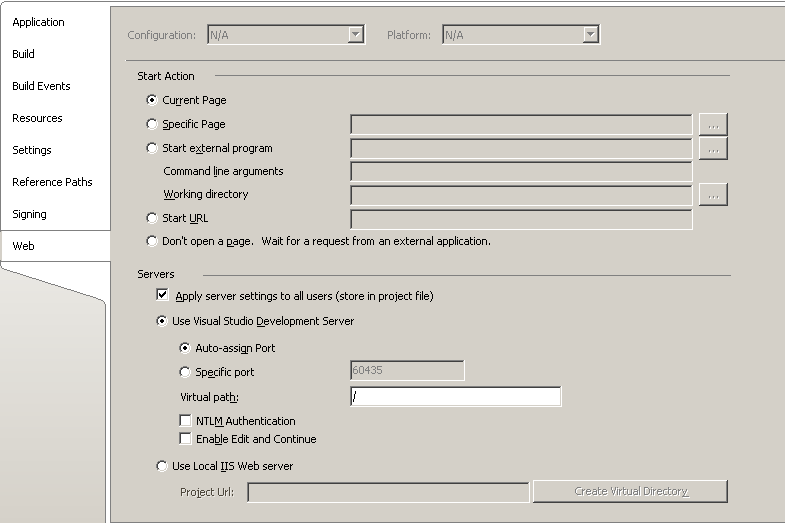 Application
Build
Build Events
Resources
Settings
Reference Paths
Signing
Web
Configuration: N/A Platform: N/A
Start Action
Current Page
Specific Page ...
Start external program ...
Command line arguments
Working directory ...
Start URL
Don't open a page. Wait for a request from an external application.
Servers
Apply server settings to all users (store in project file)
Use Visual Studio Development Server
Auto-assign Port
Specific port 60435
Virtual path: /
NTLM Authentication
Enable Edit and Continue
Use Local IIS Web server
Project Url: Create Virtual Directory